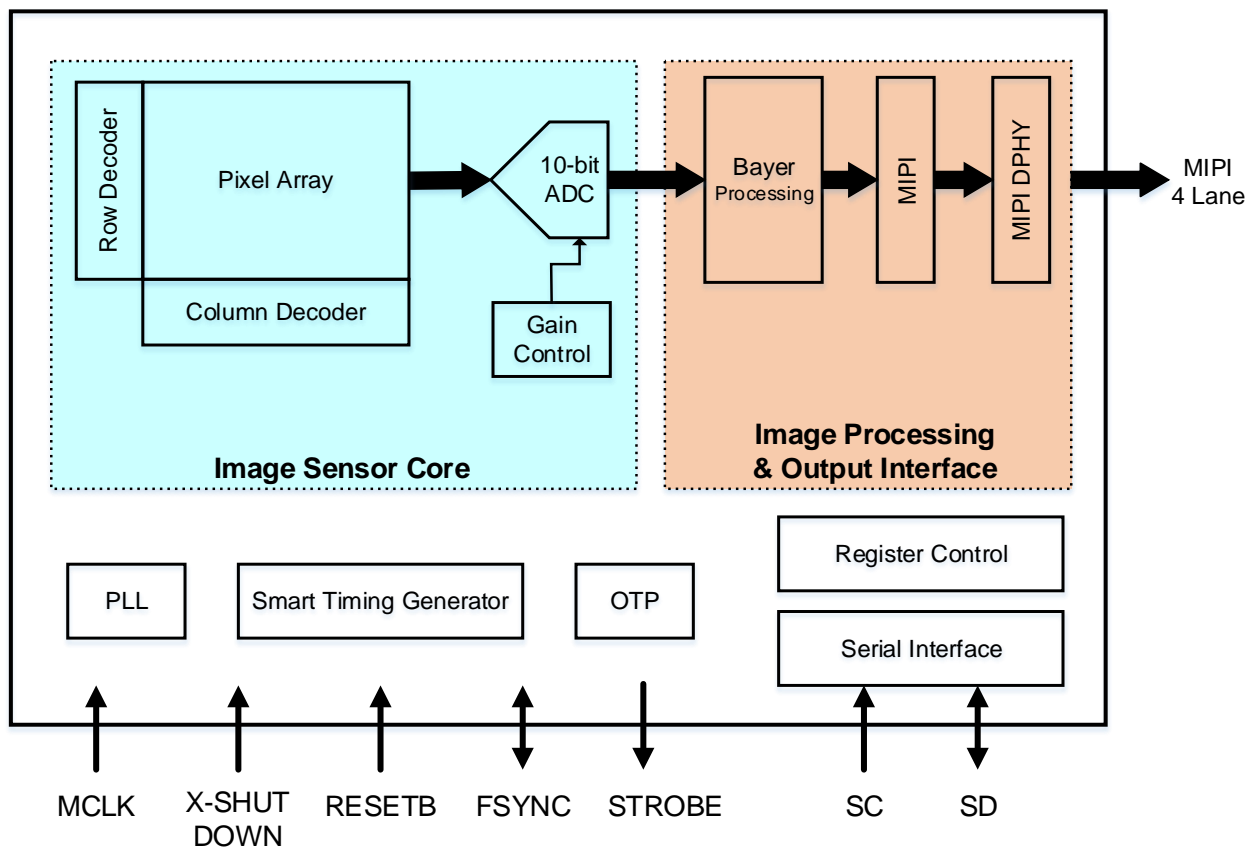 Row Decoder
Pixel Array
Column Decoder
10-bit
ADC
Gain
Control
Image Sensor Core
Bayer
Processing
MIPI
MIPI DPHY
Image Processing
& Output Interface
MIPI
4 Lane
PLL
Smart Timing Generator
OTP
Register Control
Serial Interface
MCLK
X-SHUT
DOWN
RESETB
FSYNC
STROBE
SC
SD